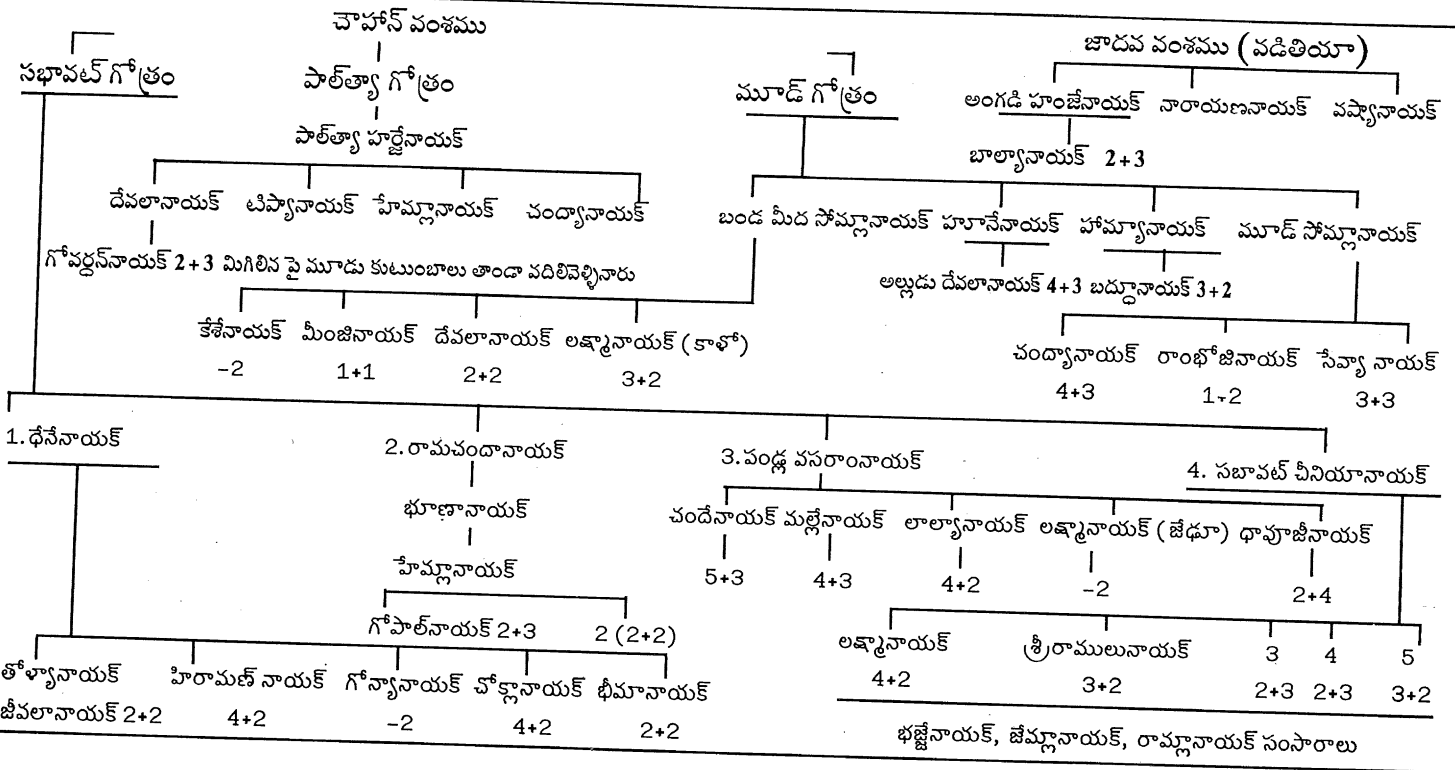 చౌహాన్ వంశము
జాదవ వంశము (వడితియా)
సభావట్ గోత్రం పాల్త్యా గోత్రం మూడ్ గోత్రం
అంగడి హంజేనాయక్ నారాయణనాయక్ వష్యానాయక్
పాల్త్యా హర్జేనాయక్
బాల్యానాయక్ 2+3
దేవలానాయక్ టిప్యానాయక్ హేమ్లానాయక్ చంద్యానాయక్
బండ మీద సోమ్లానాయక్ హూనేనాయక్ హామ్యానాయక్ మూడ్ సోమ్లానాయక్
గోవర్ధన్‌నాయక్ 2+3 మిగిలిన పై మూడు కుటుంబాలు తాండా వదిలివెళ్ళినారు
అల్లుడు దేవలానాయక్ 4+3 బద్ధూనాయక్ 3+2
కేశేనాయక్ మీంజినాయక్ దేవలానాయక్ లక్ష్మానాయక్ (కాళో)
-2 1+1 2+2 3+2
చంద్యానాయక్ రాంభోజినాయక్ సేవ్యా నాయక్
4+3 1+2 3+3
1.ధేనేనాయక్ 2.రామచందానాయక్ 3.పండ్ల వసరాంనాయక్ 4. సబావట్ చీనియానాయక్
భూణానాయక్
హేమ్లానాయక్
గోపాల్‌నాయక్ 2+3 2 (2+2)
చందేనాయక్ మల్లేనాయక్ లాల్యానాయక్ లక్ష్మానాయక్ (జేఢూ) ధావూజీనాయక్
5+3 4+3 4+2 -2 2+4
లక్ష్మానాయక్ శ్రీరాములునాయక్ 3 4 5
4+2 3+2 2+3 2+3 3+2
తోళ్యానాయక్ హిరామణ్ నాయక్ గోన్యానాయక్ చోక్లానాయక్ భీమానాయక్
జీవలానాయక్ 2+2 4+2 -2 4+2 2+2
భజ్జేనాయక్, జేమ్లానాయక్, రామ్లానాయక్ సంసారాలు